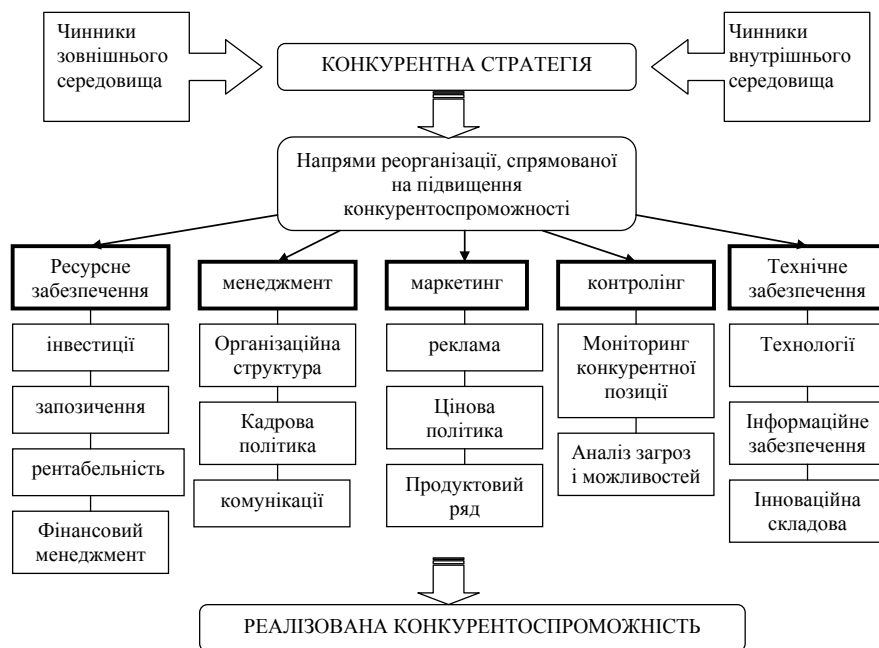 Чинники
зовнішнього
середовища
КОНКУРЕНТНА СТРАТЕГІЯ
Чинники
внутрішнього
середовища
Напрями реорганізації, спрямованої
на підвищення
конкурентоспроможності
Ресурсне
забезпечення
менеджмент
маркетинг
контролінг
Технічне
забезпечення
інвестиції
запозичення
рентабельність
Фінансовий
менеджмент
Організаційна
структура
Кадрова
політика
комунікації
реклама
Цінова
політика
Продуктовий
ряд
Моніторинг
конкурентної
позиції
Аналіз загроз
і можливостей
Технології
Інформаційне
забезпечення
Інноваційна
складова
РЕАЛІЗОВАНА КОНКУРЕНТОСПРОМОЖНІСТЬ